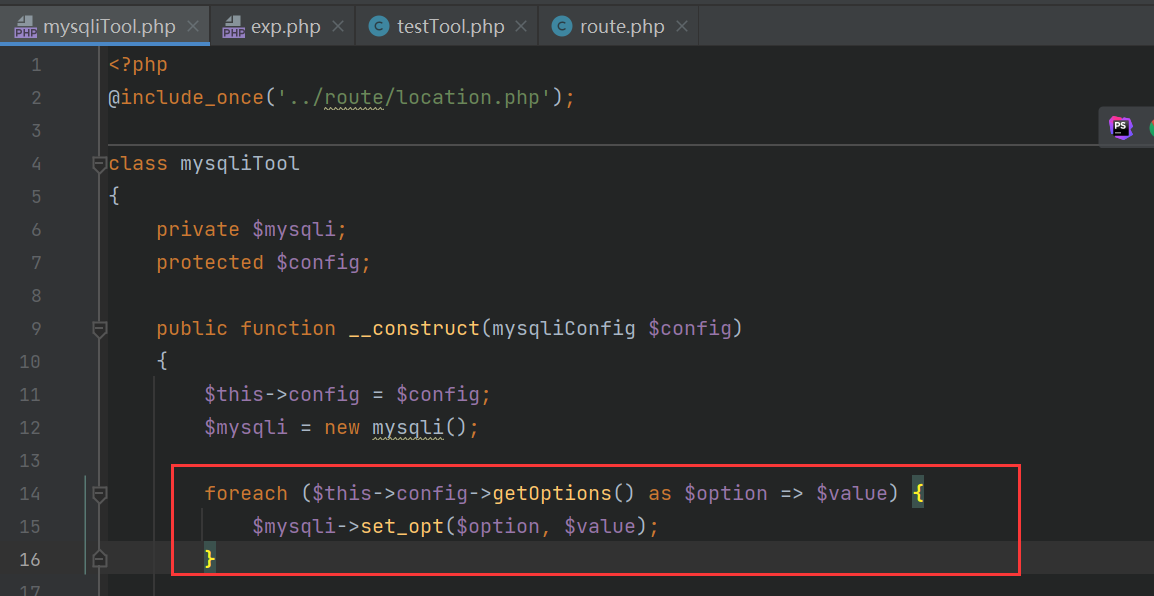 mysqliTool.php exp.php testTool.php route.php
1 <?php
2 @include_once('../route/location.php');
3
4 class mysqliTool
5 {
6 private $mysqli;
7 protected $config;
8
9 public function __construct(mysqliConfig $config)
10 {
11 $this->config = $config;
12 $mysqli = new mysqli();
13
14 foreach ($this->config->getOptions() as $option => $value) {
15 $mysqli->set_opt($option, $value);
16 }
17